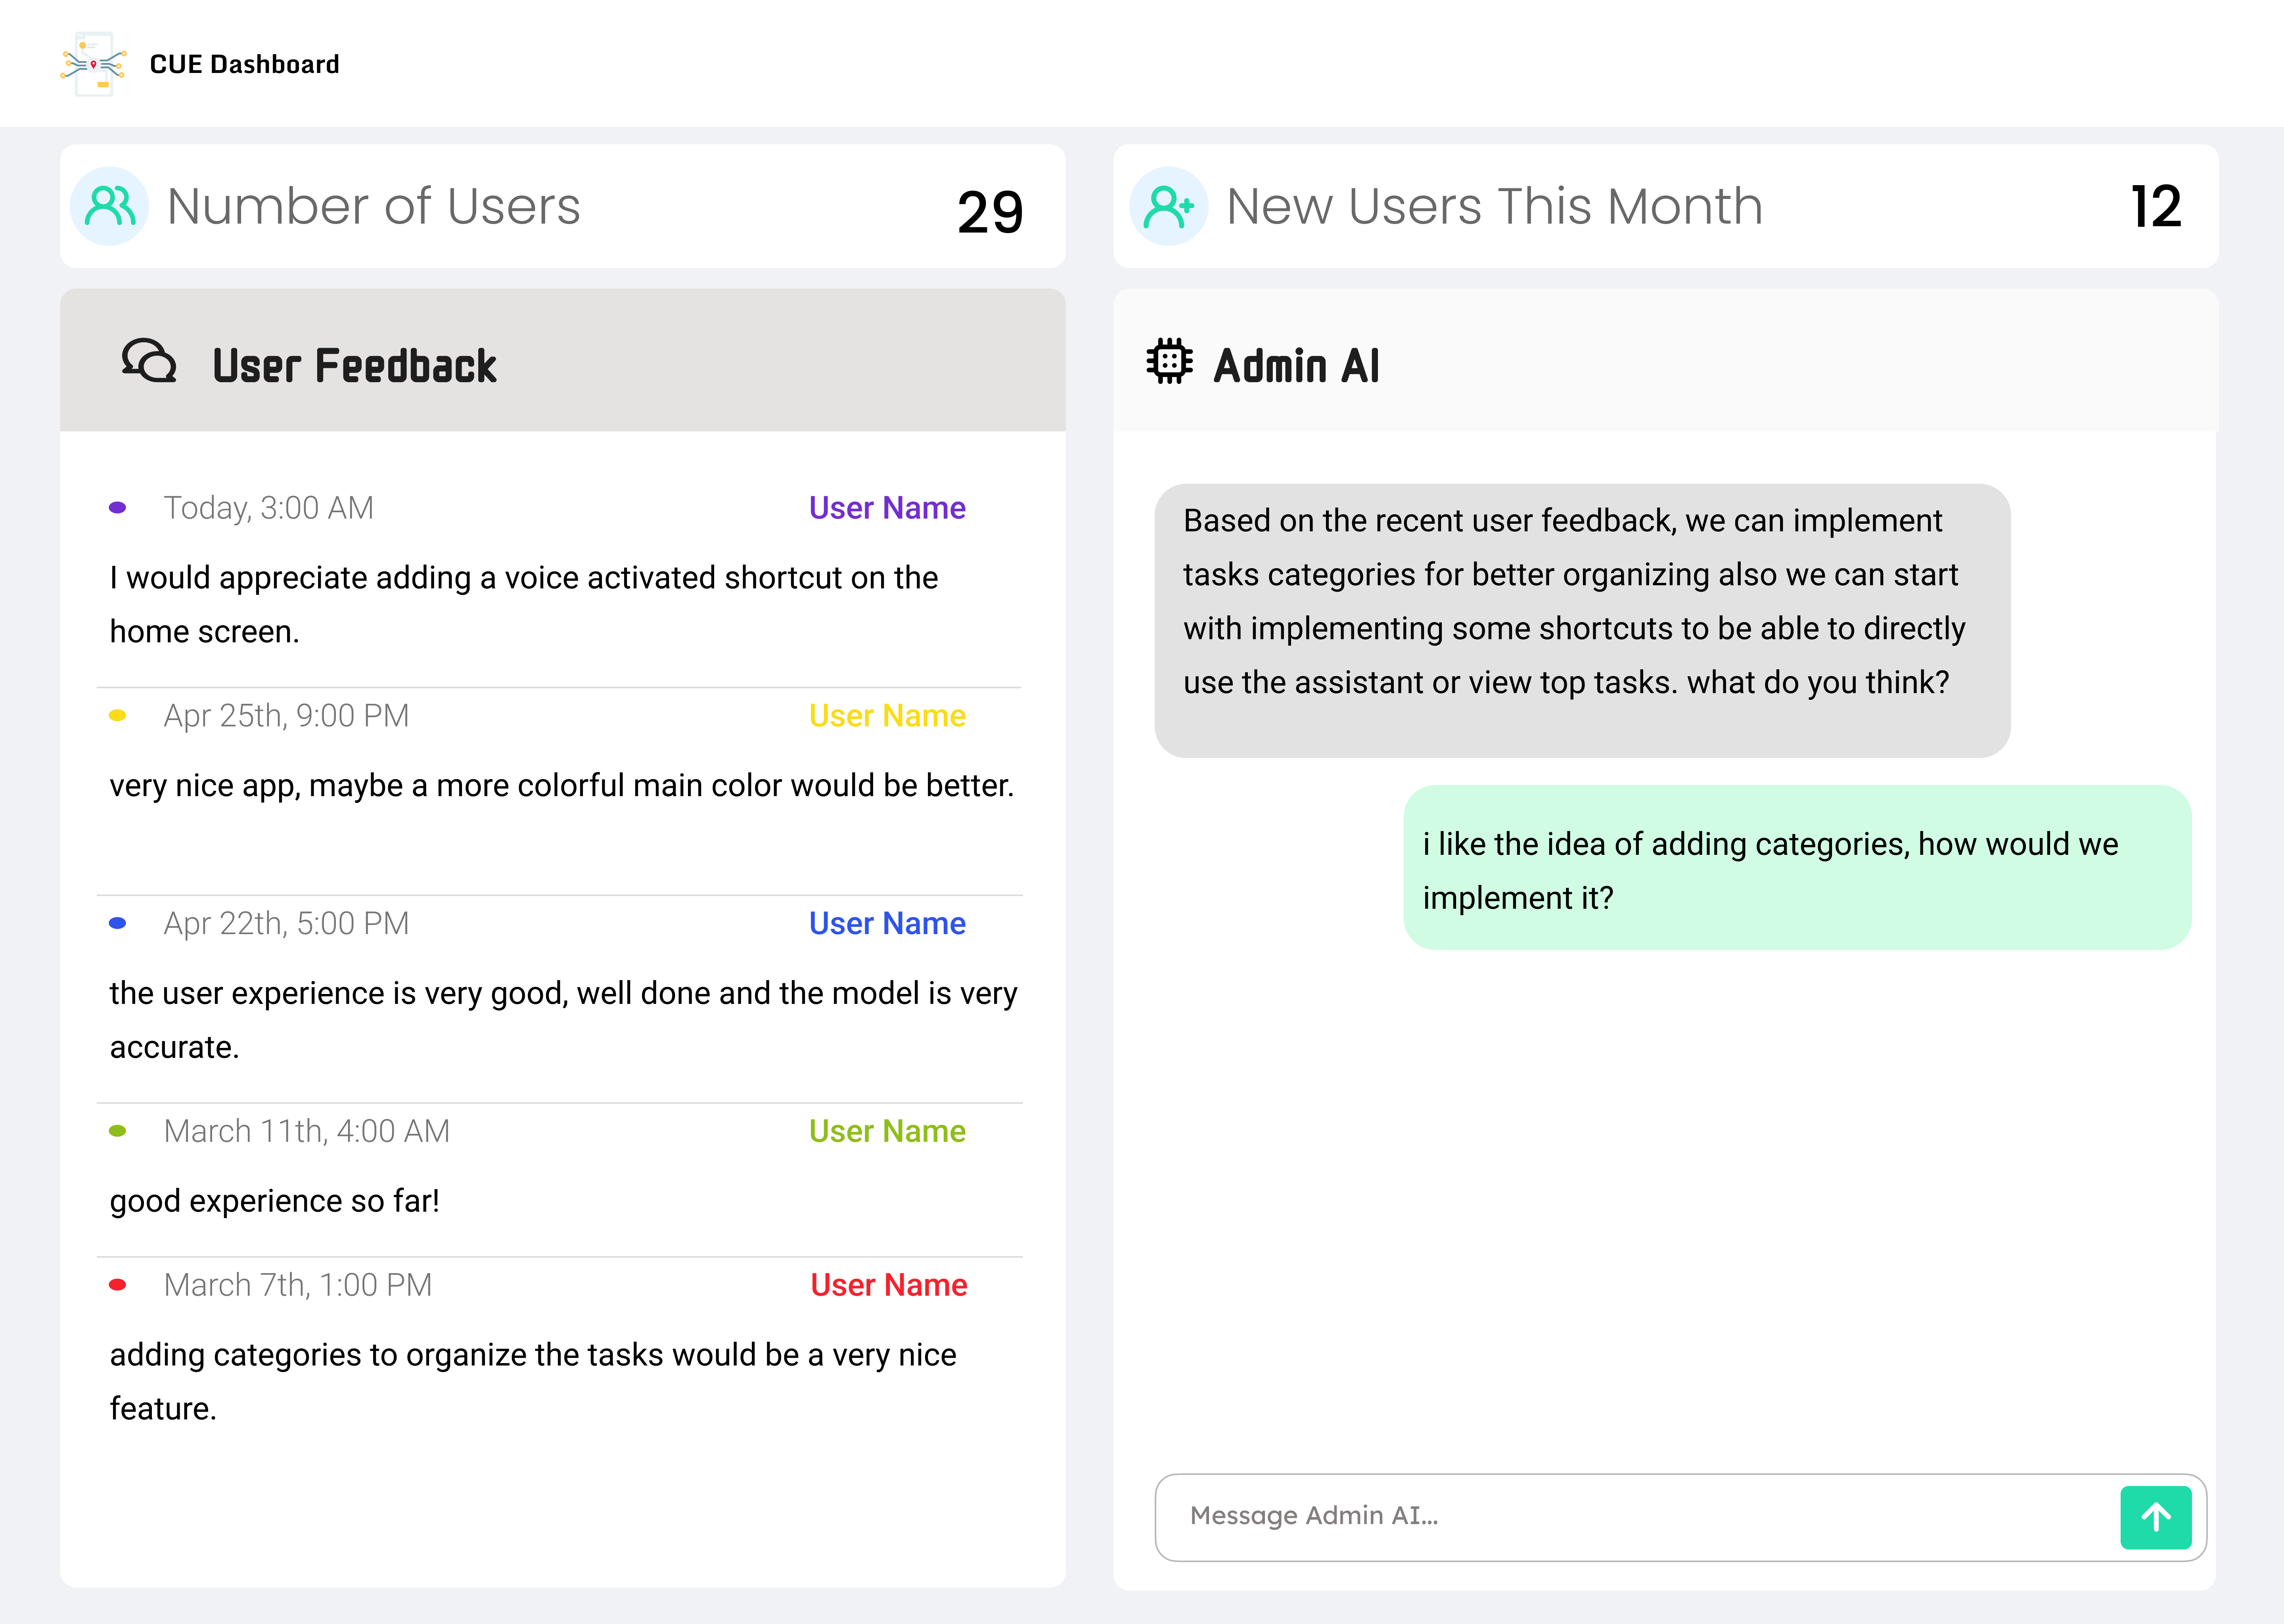 CUE Dashboard
Number of Users
29
New Users This Month
12
User Feedback
Today, 3:00 AM
User Name
I would appreciate adding a voice activated shortcut on the
home screen.
Apr 25th, 9:00 PM
User Name
very nice app, maybe a more colorful main color would be better.
Apr 22th, 5:00 PM
User Name
the user experience is very good, well done and the model is very
accurate.
March 11th, 4:00 AM
User Name
good experience so far!
March 7th, 1:00 PM
User Name
adding categories to organize the tasks would be a very nice
feature.
Admin AI
Based on the recent user feedback, we can implement
tasks categories for better organizing also we can start
with implementing some shortcuts to be able to directly
use the assistant or view top tasks. what do you think?
i like the idea of adding categories, how would we
implement it?
Message Admin AI...